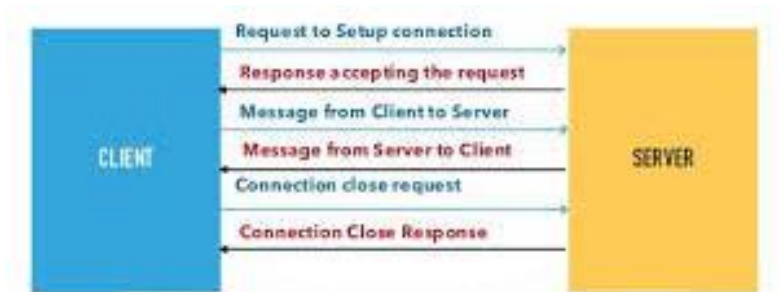 Request to Setup connection
Response accepting the request
Message from Client to Server
CLIENT
Message from Server to Client
SERVER
Connection close request
Connection Close Response